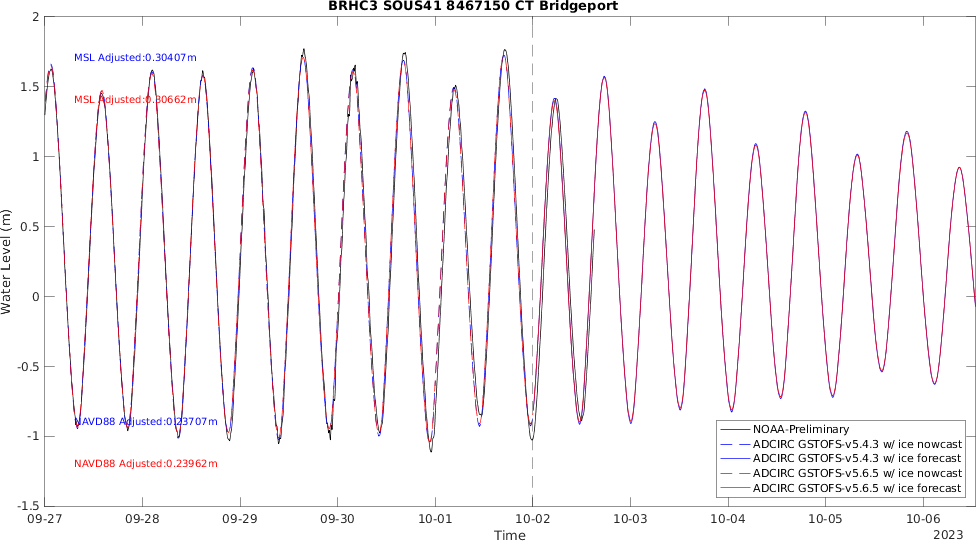 BRHC3 SOUS41 8467150 CT Bridgeport
2
1.5
1
0.5
0
-0.5
-1
-1.5
Water Level (m)
MSL Adjusted:0.30407m
MSL Adjusted:0.30662m
NAVD88 Adjusted:0.23707m
NAVD88 Adjusted:0.23962m
NOAA-Preliminary
ADCIRC GSTOFS-v5.4.3 w/ ice nowcast
ADCIRC GSTOFS-v5.4.3 w/ ice forecast
ADCIRC GSTOFS-v5.6.5 w/ ice nowcast
ADCIRC GSTOFS-v5.6.5 w/ ice forecast
09-27 09-28 09-29 09-30 10-01 10-02 10-03 10-04 10-05 10-06
Time
2023